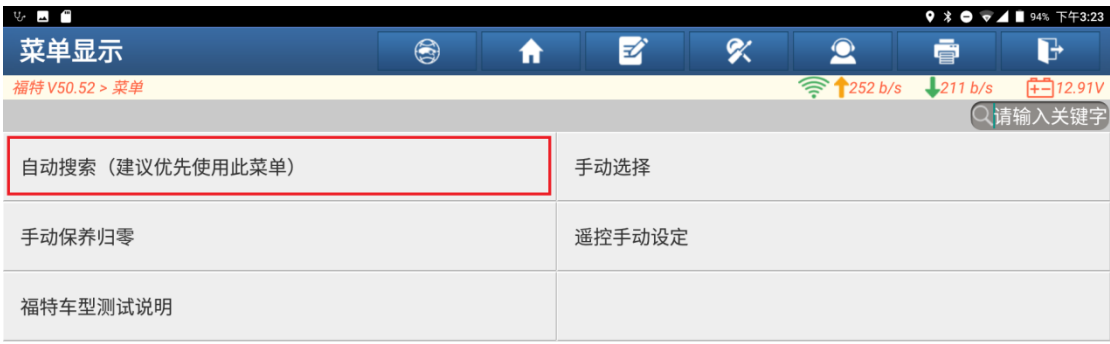 94% 下午3:23
菜单显示
福特 V50.52 > 菜单 252 b/s 211 b/s 12.91V
请输入关键字
自动搜索（建议优先使用此菜单） 手动选择
手动保养归零 遥控手动设定
福特车型测试说明